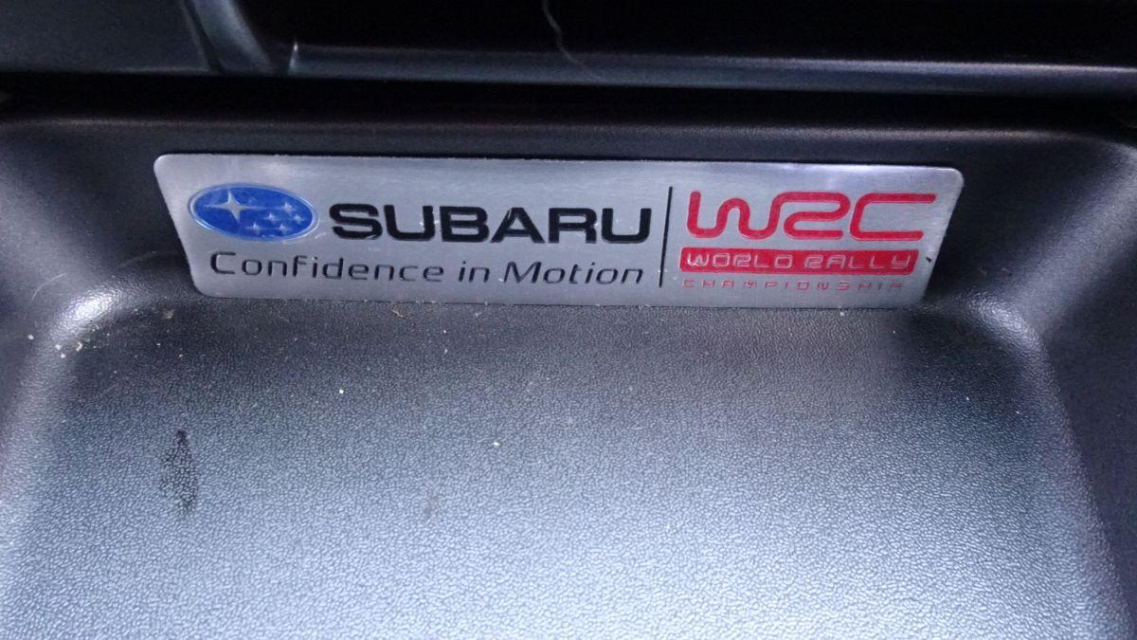 SUBARU
Confidence in Motion
WRC
WORLD RALLY
CHAMPIONSHIP